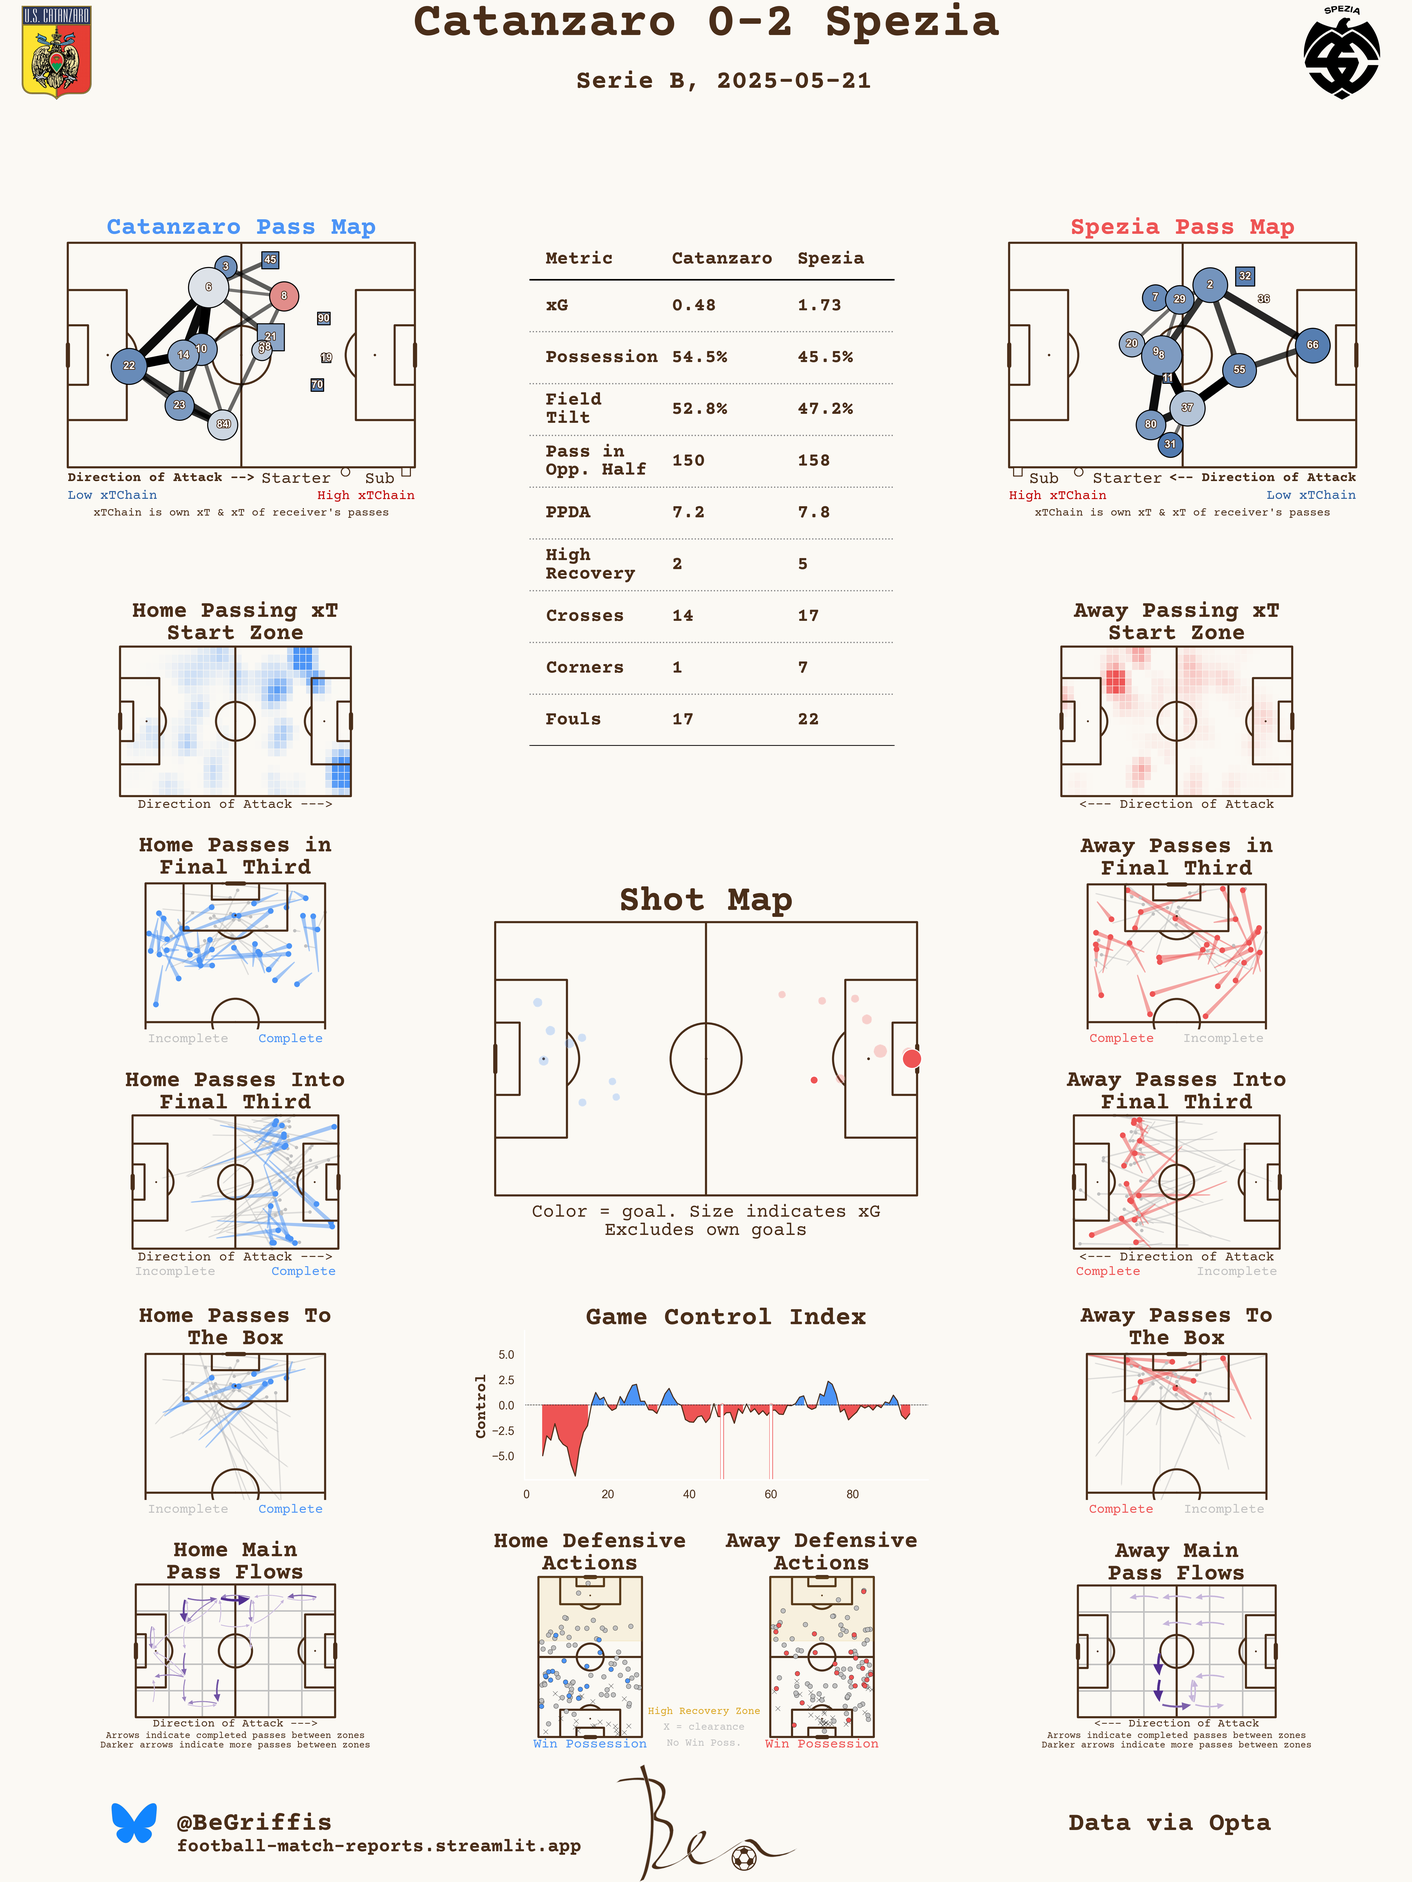 U.S. CATANZARO
Catanzaro 0-2 Spezia
SPEZIA
Serie B, 2025-05-21
Catanzaro Pass Map
3
45
6
8
90
21
9
10
14
19
22
70
23
Direction of Attack --> Starter Sub
Low xTChain High xTChain
xTChain is own xT & xT of receiver's passes
Metric Catanzaro Spezia
xG 0.48 1.73
Possession 54.5% 45.5%
Field
Tilt 52.8% 47.2%
Pass in
Opp. Half 150 158
PPDA 7.2 7.8
High
Recovery 2 5
Crosses 14 17
Corners 1 7
Fouls 17 22
Spezia Pass Map
32
2
7
29
36
20
66
9
8
55
11
37
80
31
Sub Starter <-- Direction of Attack
High xTChain Low xTChain
xTChain is own xT & xT of receiver's passes
Home Passing xT
Start Zone
Direction of Attack --->
Away Passing xT
Start Zone
<--- Direction of Attack
Home Passes in
Final Third
Incomplete Complete
Away Passes in
Final Third
Complete Incomplete
Shot Map
Color = goal. Size indicates xG
Excludes own goals
Home Passes Into
Final Third
Direction of Attack --->
Incomplete Complete
Away Passes Into
Final Third
<--- Direction of Attack
Complete Incomplete
Home Passes To
The Box
Incomplete Complete
Game Control Index
Control
5.0
2.5
0.0
−2.5
−5.0
0 20 40 60 80
Away Passes To
The Box
Complete Incomplete
Home Main
Pass Flows
Direction of Attack --->
Arrows indicate completed passes between zones
Darker arrows indicate more passes between zones
Home Defensive
Actions
Win Possession
Away Defensive
Actions
Win Possession
High Recovery Zone
X = clearance
No Win Poss.
Away Main
Pass Flows
<--- Direction of Attack
Arrows indicate completed passes between zones
Darker arrows indicate more passes between zones
@BeGriffis
football-match-reports.streamlit.app
Ben
Data via Opta